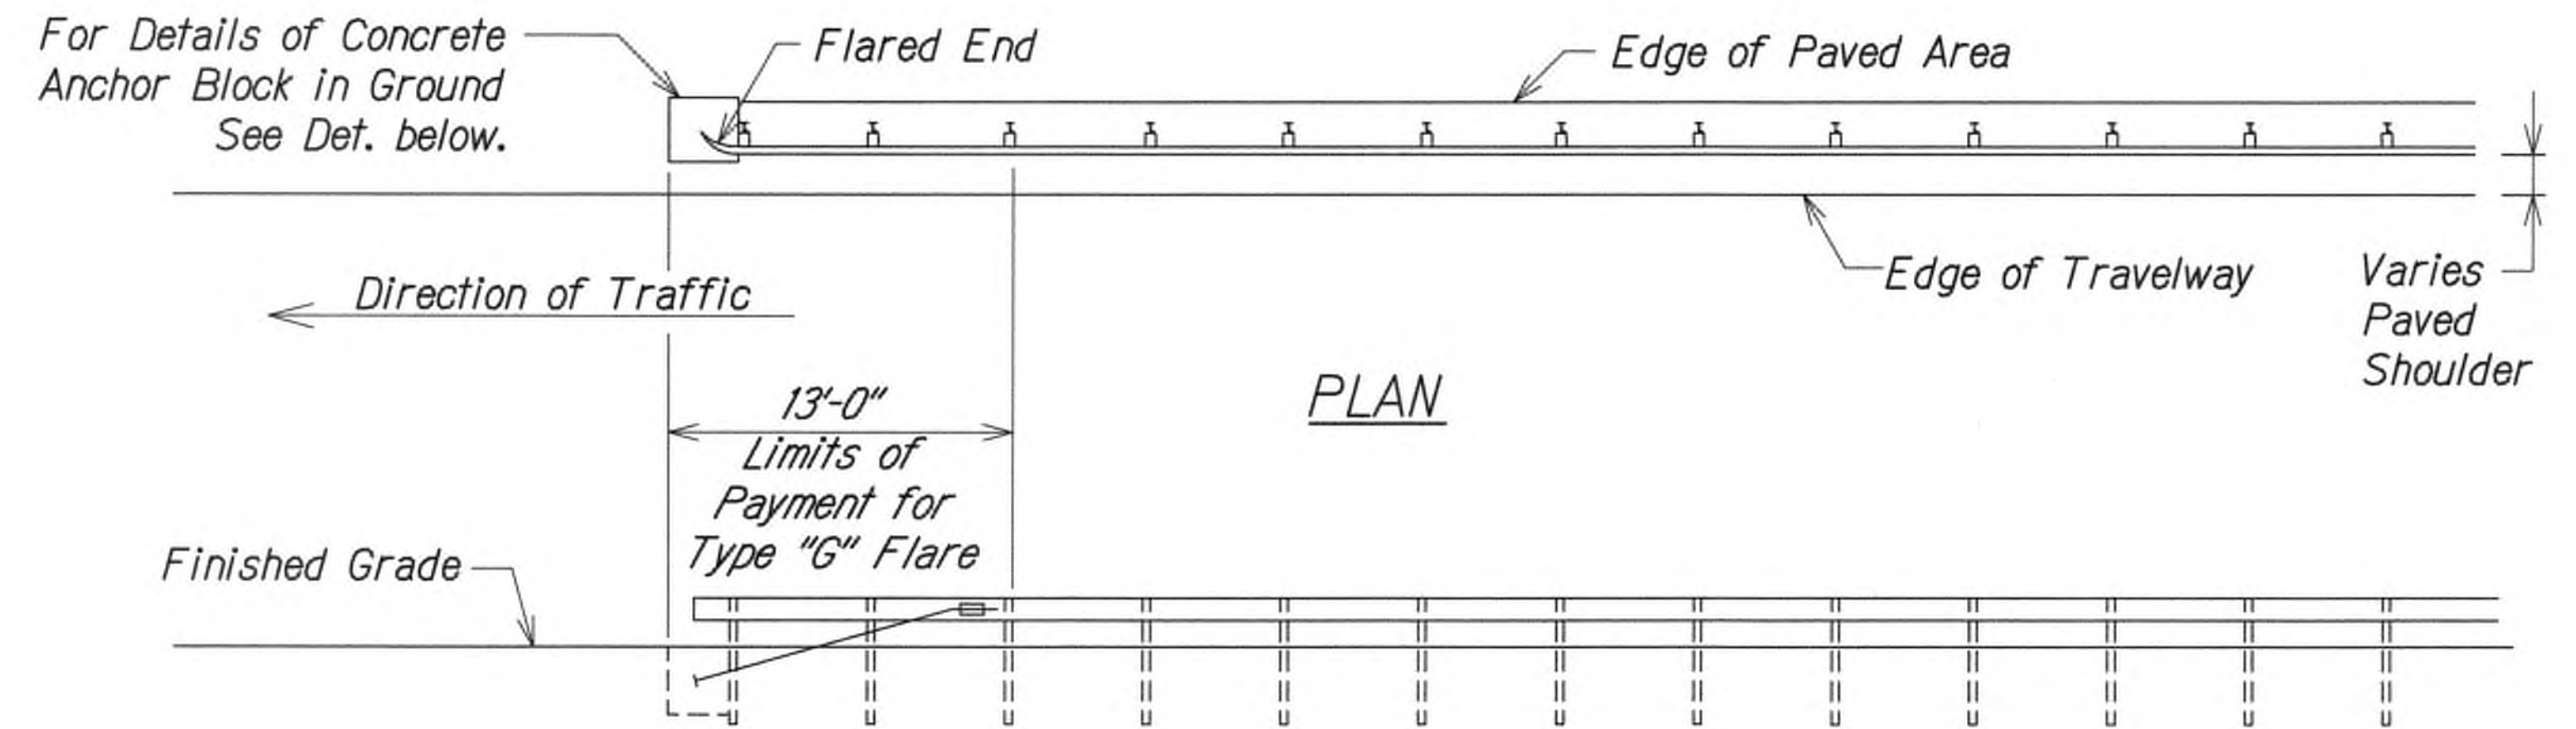 For Details of Concrete
Anchor Block in Ground
See Det. below.
Flared End
Edge of Paved Area
Direction of Traffic
Edge of Travelway
Varies
Paved
Shoulder
13'-0"
Limits of
Payment for
Type "G" Flare
PLAN
Finished Grade